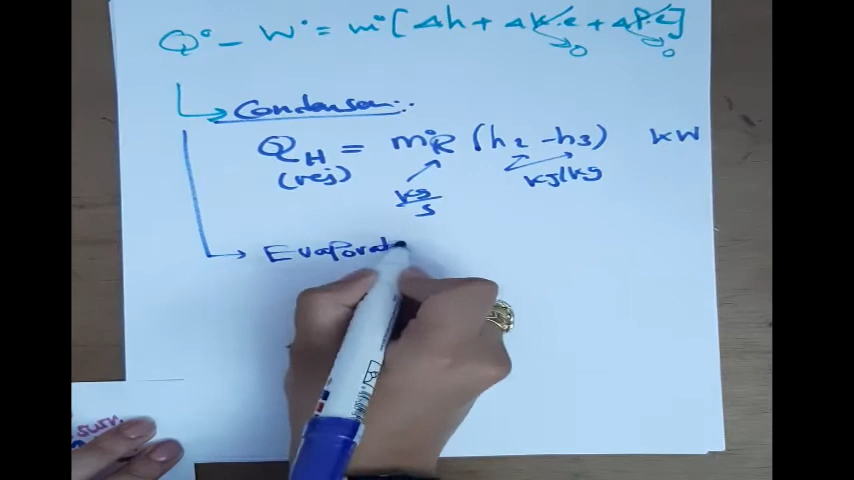 Q° - W° = m°[Δh + ΔK.e + ΔP.e]
0 0
Condenser:
Q_H = m°_R (h2 - h3) kW
(rej) kJ/kg
kg/s
Evaporat